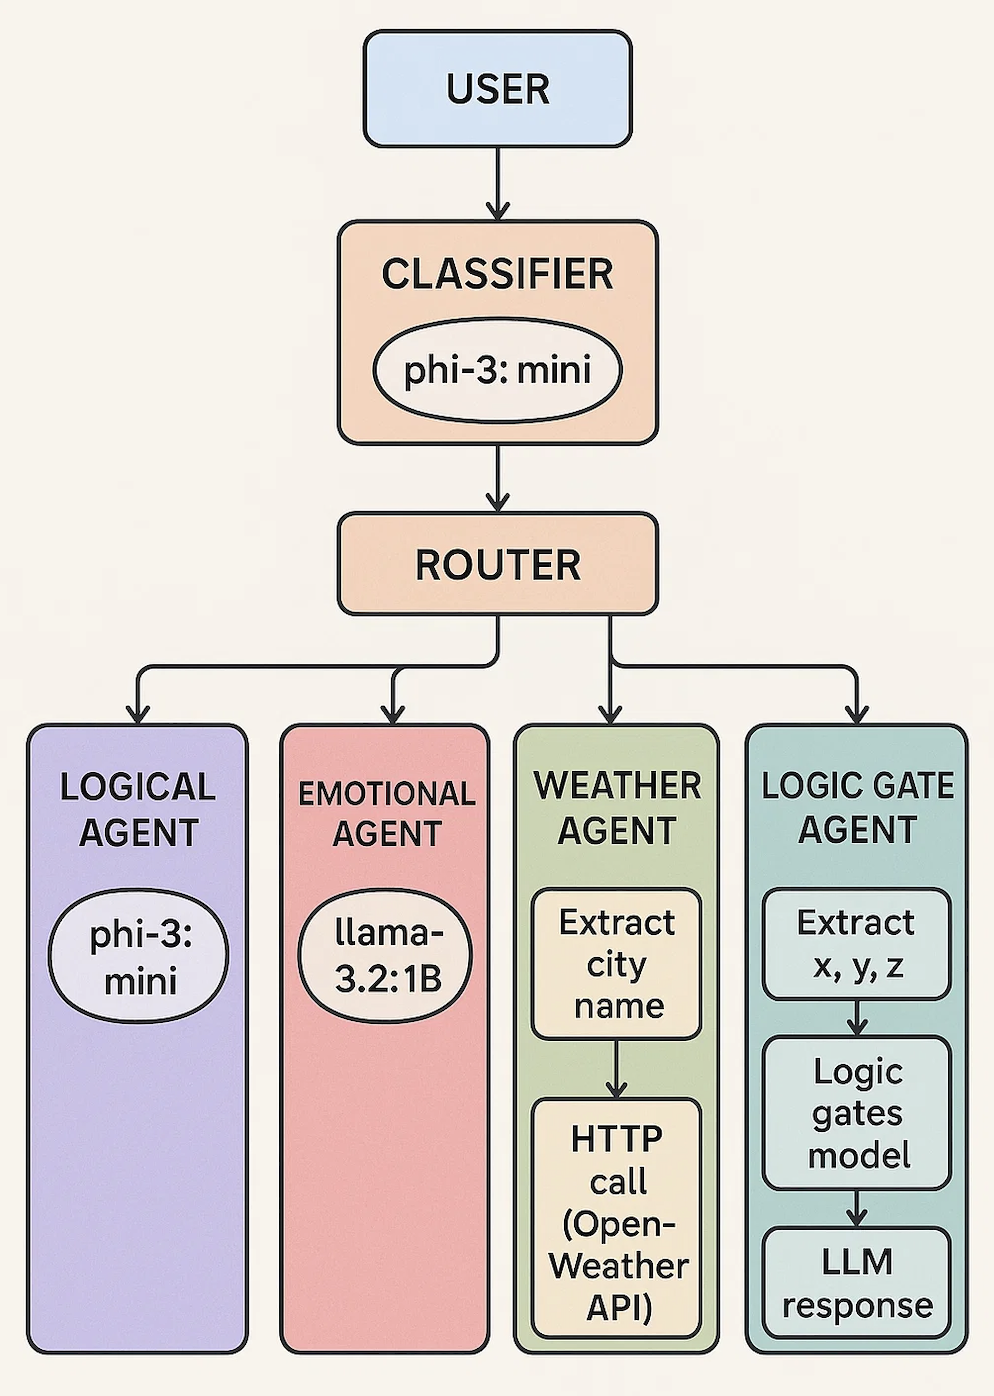 USER
CLASSIFIER
phi-3: mini
ROUTER
LOGICAL
AGENT
phi-3:
mini
EMOTIONAL
AGENT
llama-
3.2:1B
WEATHER
AGENT
Extract
city
name
HTTP
call
(Open-
Weather
API)
LOGIC GATE
AGENT
Extract
x, y, z
Logic
gates
model
LLM
response